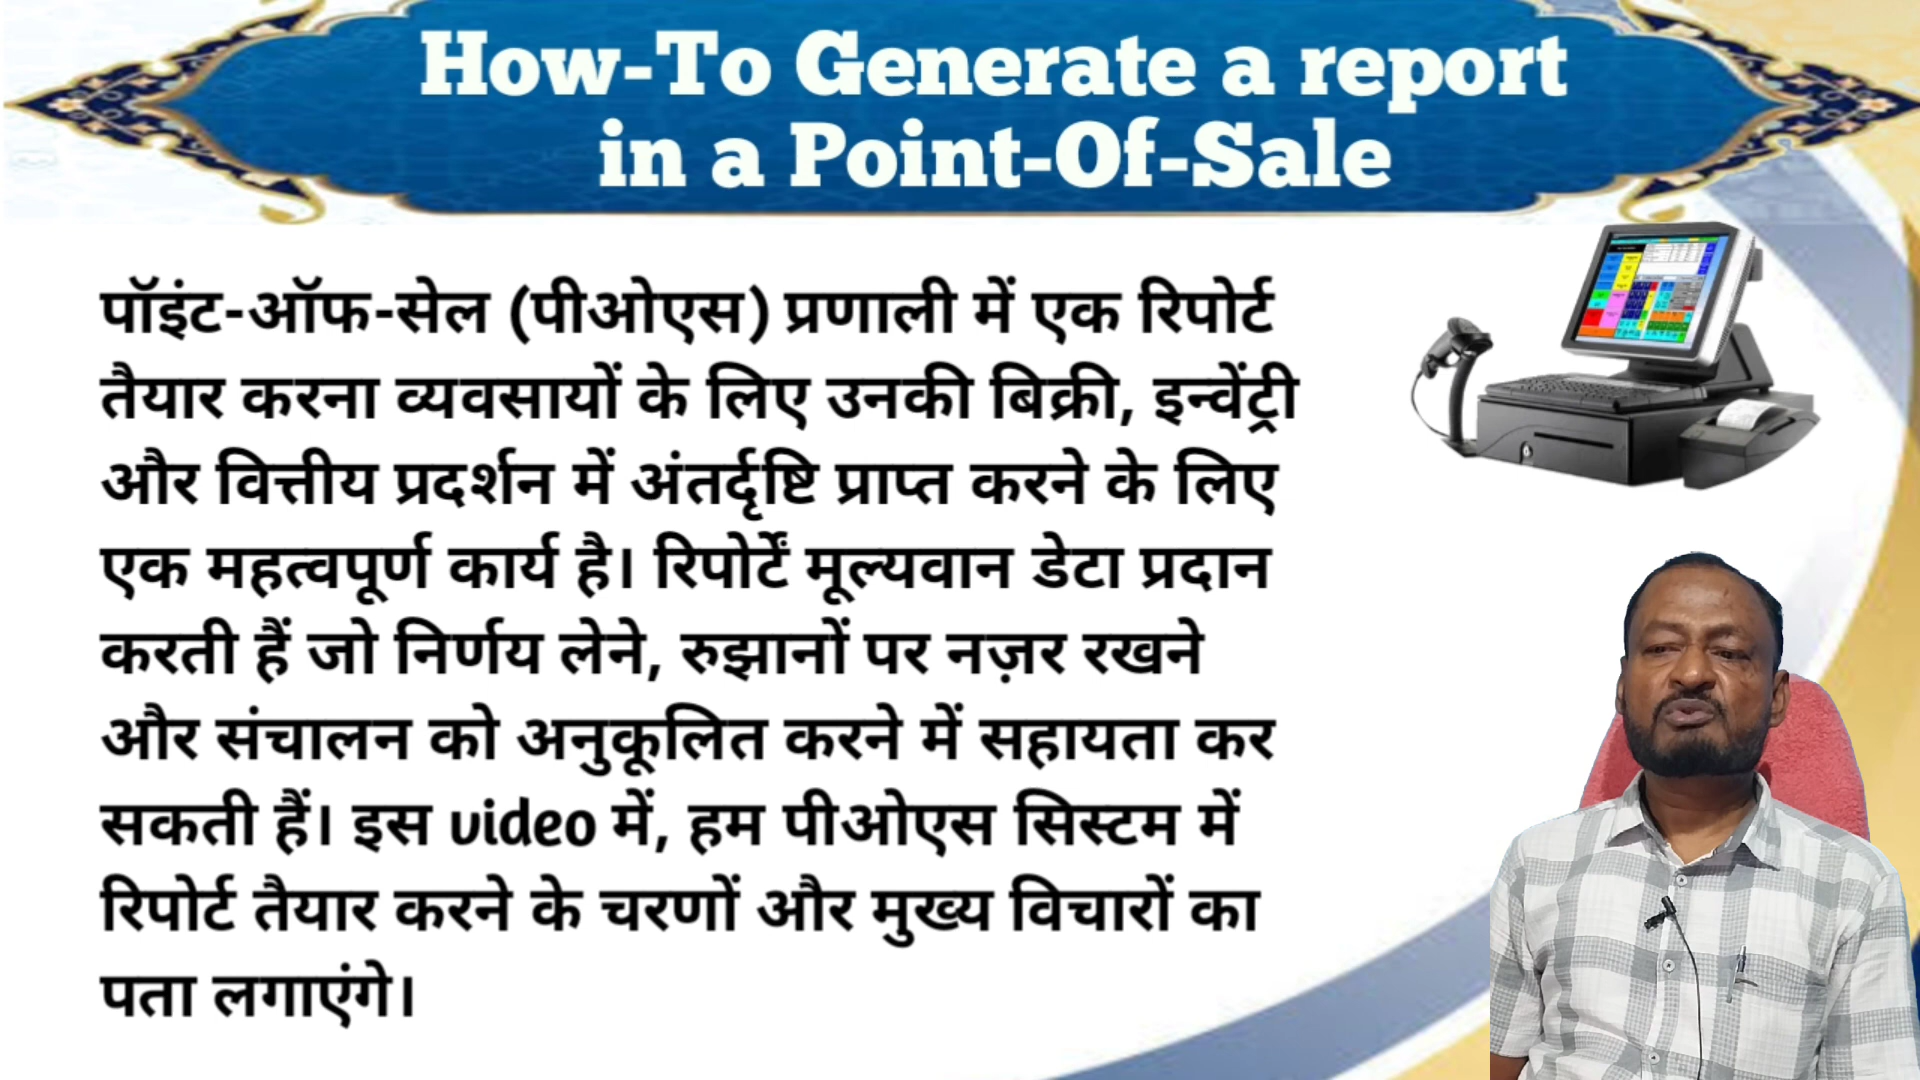 How-To Generate a report
in a Point-Of-Sale
पॉइंट-ऑफ-सेल (पीओएस) प्रणाली में एक रिपोर्ट
तैयार करना व्यवसायों के लिए उनकी बिक्री, इन्वेंट्री
और वित्तीय प्रदर्शन में अंतर्दृष्टि प्राप्त करने के लिए
एक महत्वपूर्ण कार्य है। रिपोर्टें मूल्यवान डेटा प्रदान
करती हैं जो निर्णय लेने, रुझानों पर नज़र रखने
और संचालन को अनुकूलित करने में सहायता कर
सकती हैं। इस video में, हम पीओएस सिस्टम में
रिपोर्ट तैयार करने के चरणों और मुख्य विचारों का
पता लगाएंगे।